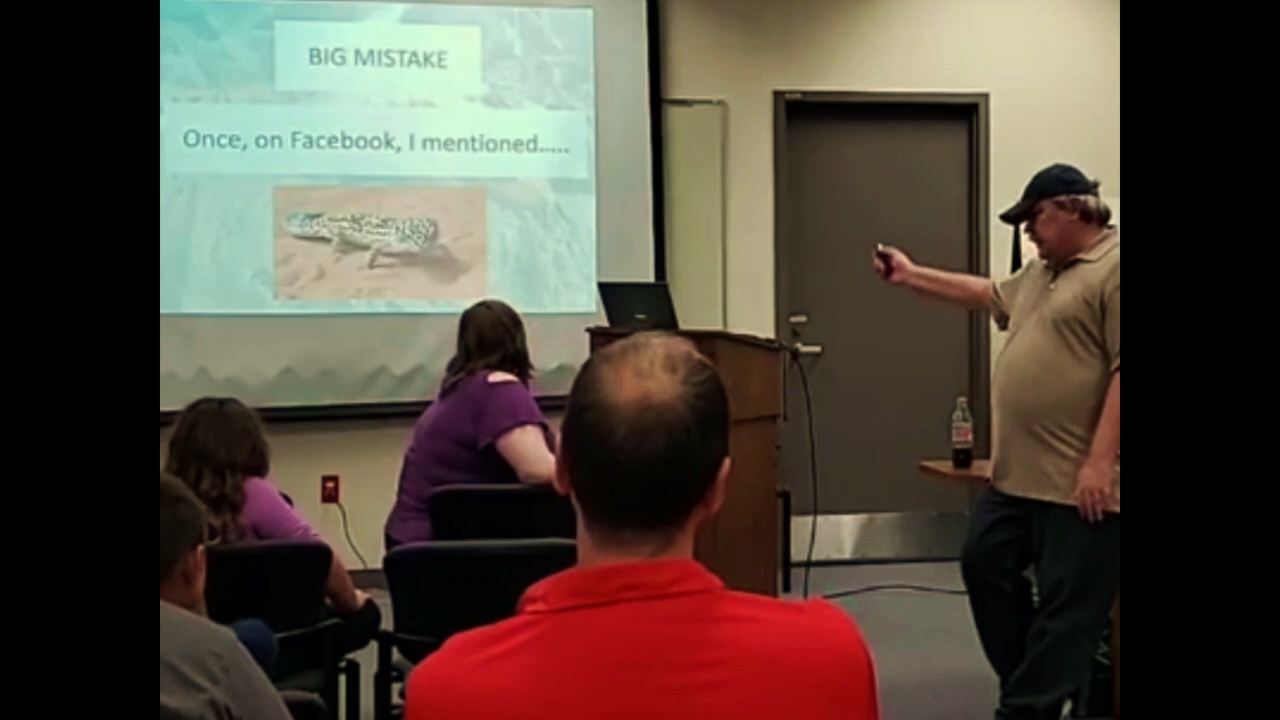 BIG MISTAKE
Once, on Facebook, I mentioned.....